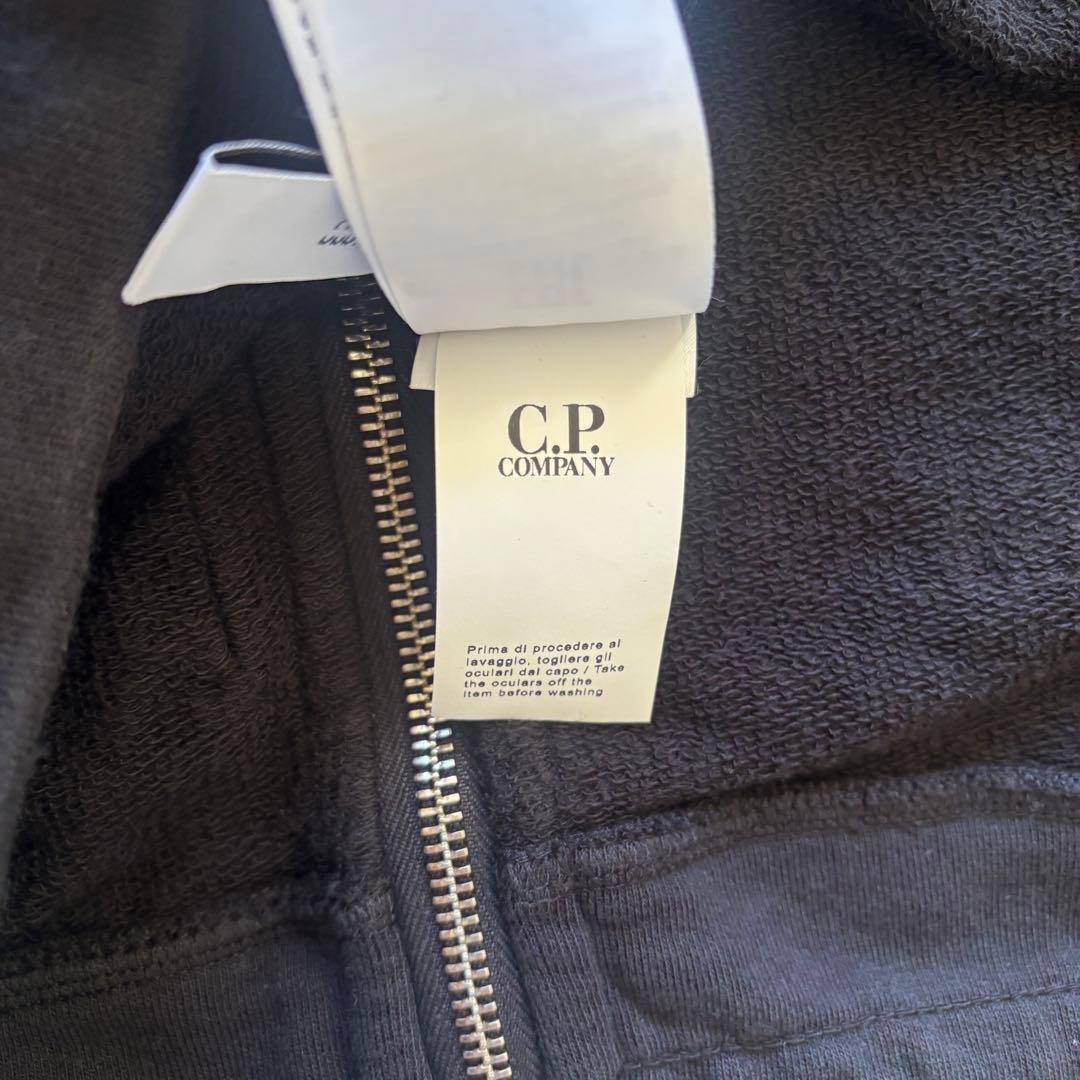 C.P.
COMPANY
Prima di procedere al
lavaggio, togliere gli
oculari dal capo / Take
the oculars off the
item before washing